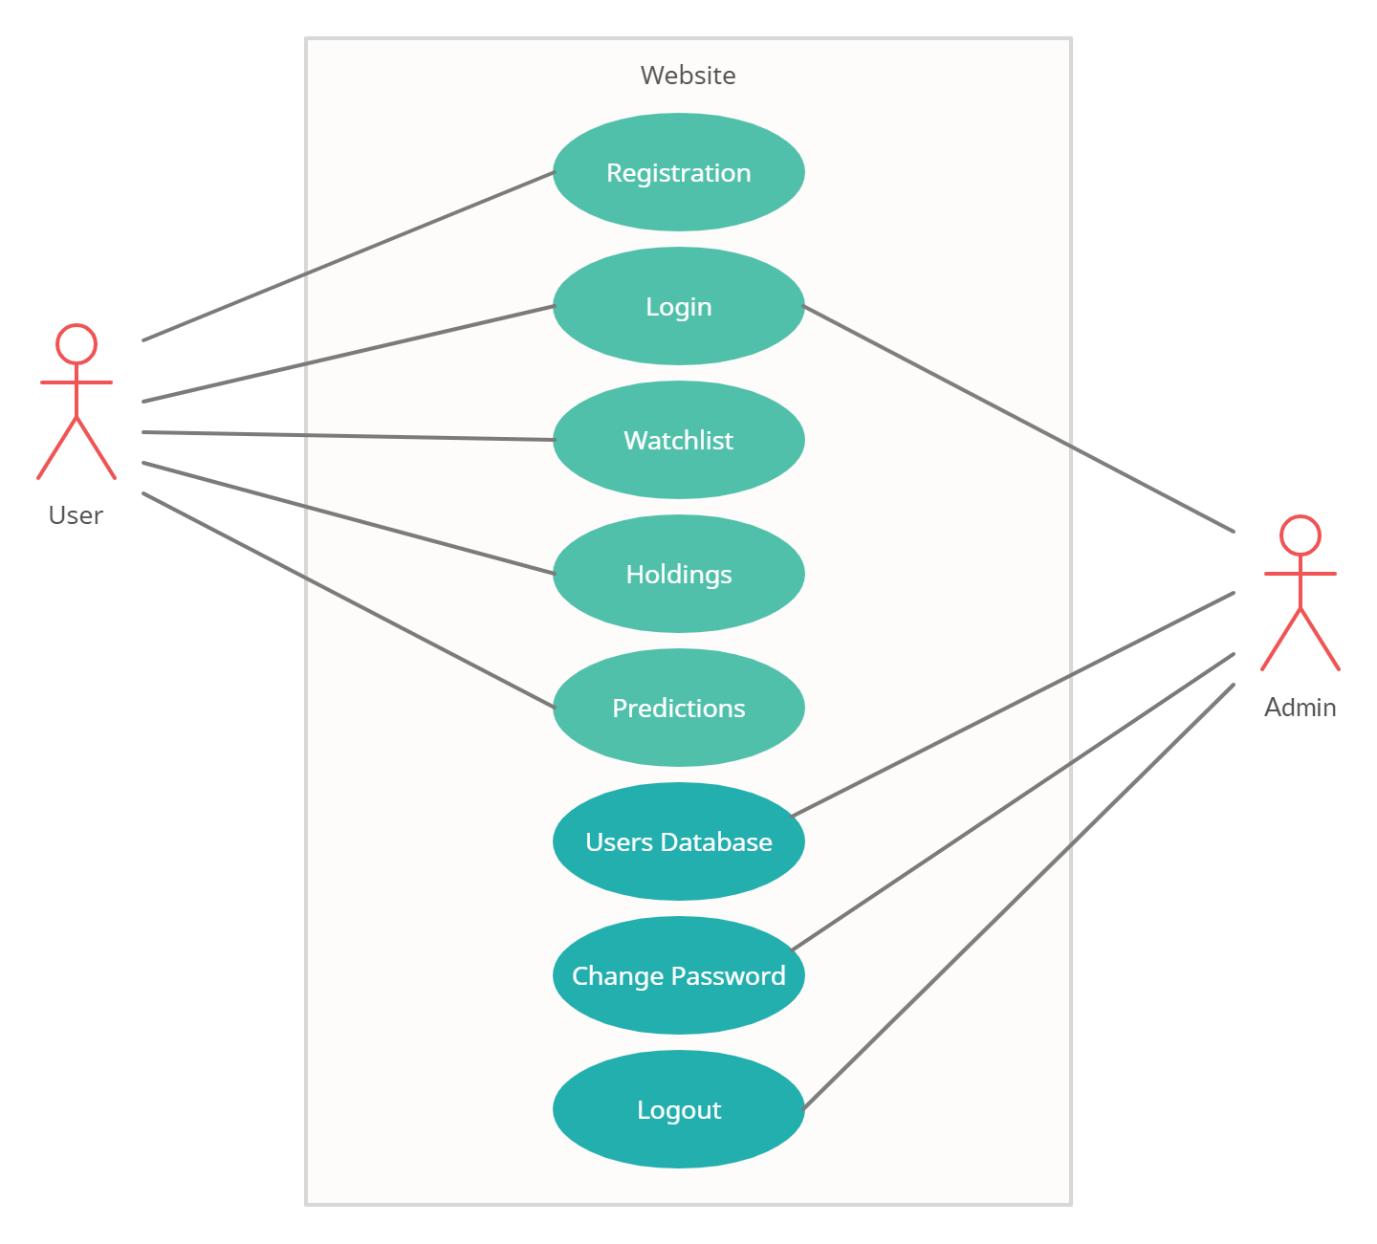 Website
Registration
Login
Watchlist
Holdings
Predictions
Users Database
Change Password
Logout
User
Admin